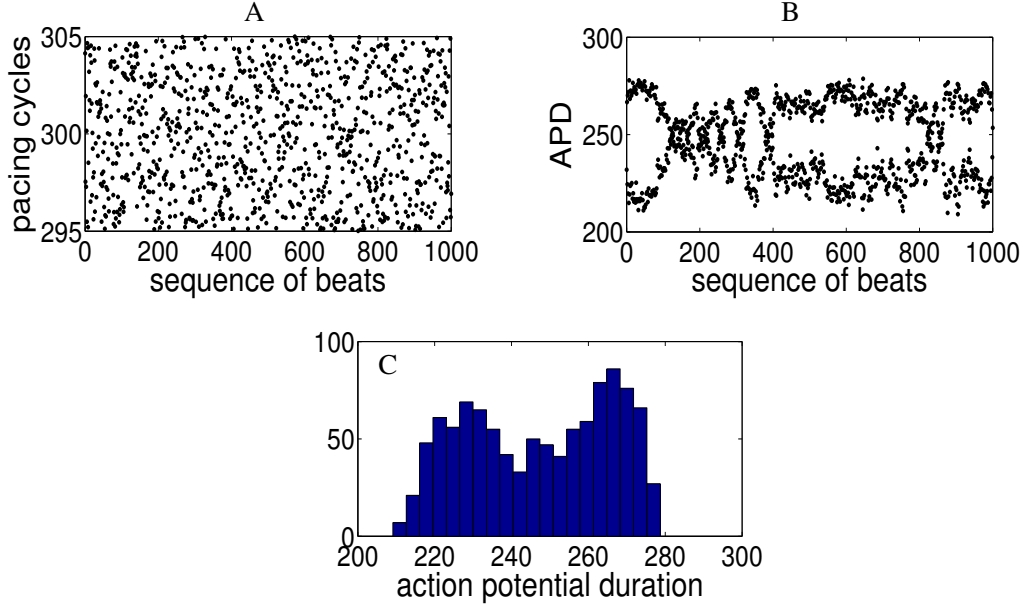 A
305
300
295
pacing cycles
0 200 400 600 800 1000
sequence of beats
B
300
250
200
APD
0 200 400 600 800 1000
sequence of beats
C
100
50
0
200 220 240 260 280 300
action potential duration